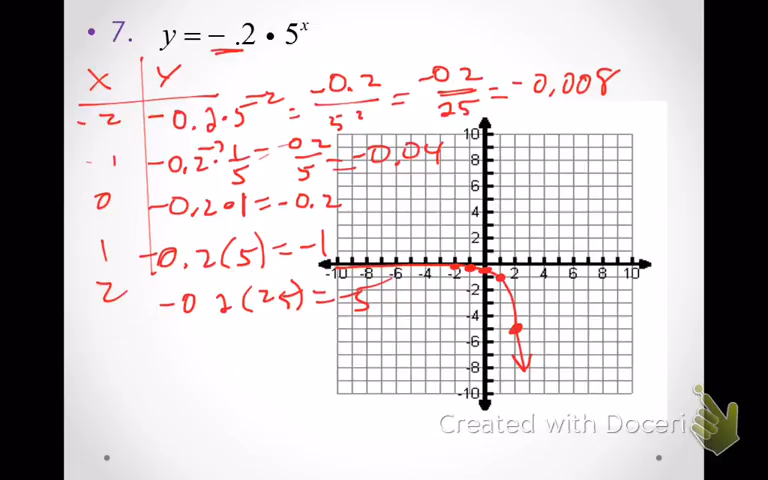 • 7. y = − .2 • 5ˣ
X Y
-2 -0.2·5⁻² = -0.2/5² = -0.2/25 = -0,008
-1 -0.2· 1/5 = -0.2/5 = -0,04
0 -0,2·1 = -0.2
1 -0.2(5) = -1
2 -0.2(25) = -5
10
8
6
4
2
-10 -8 -6 -4 -2 2 4 6 8 10
-2
-4
-6
-8
-10
Created with Doceri